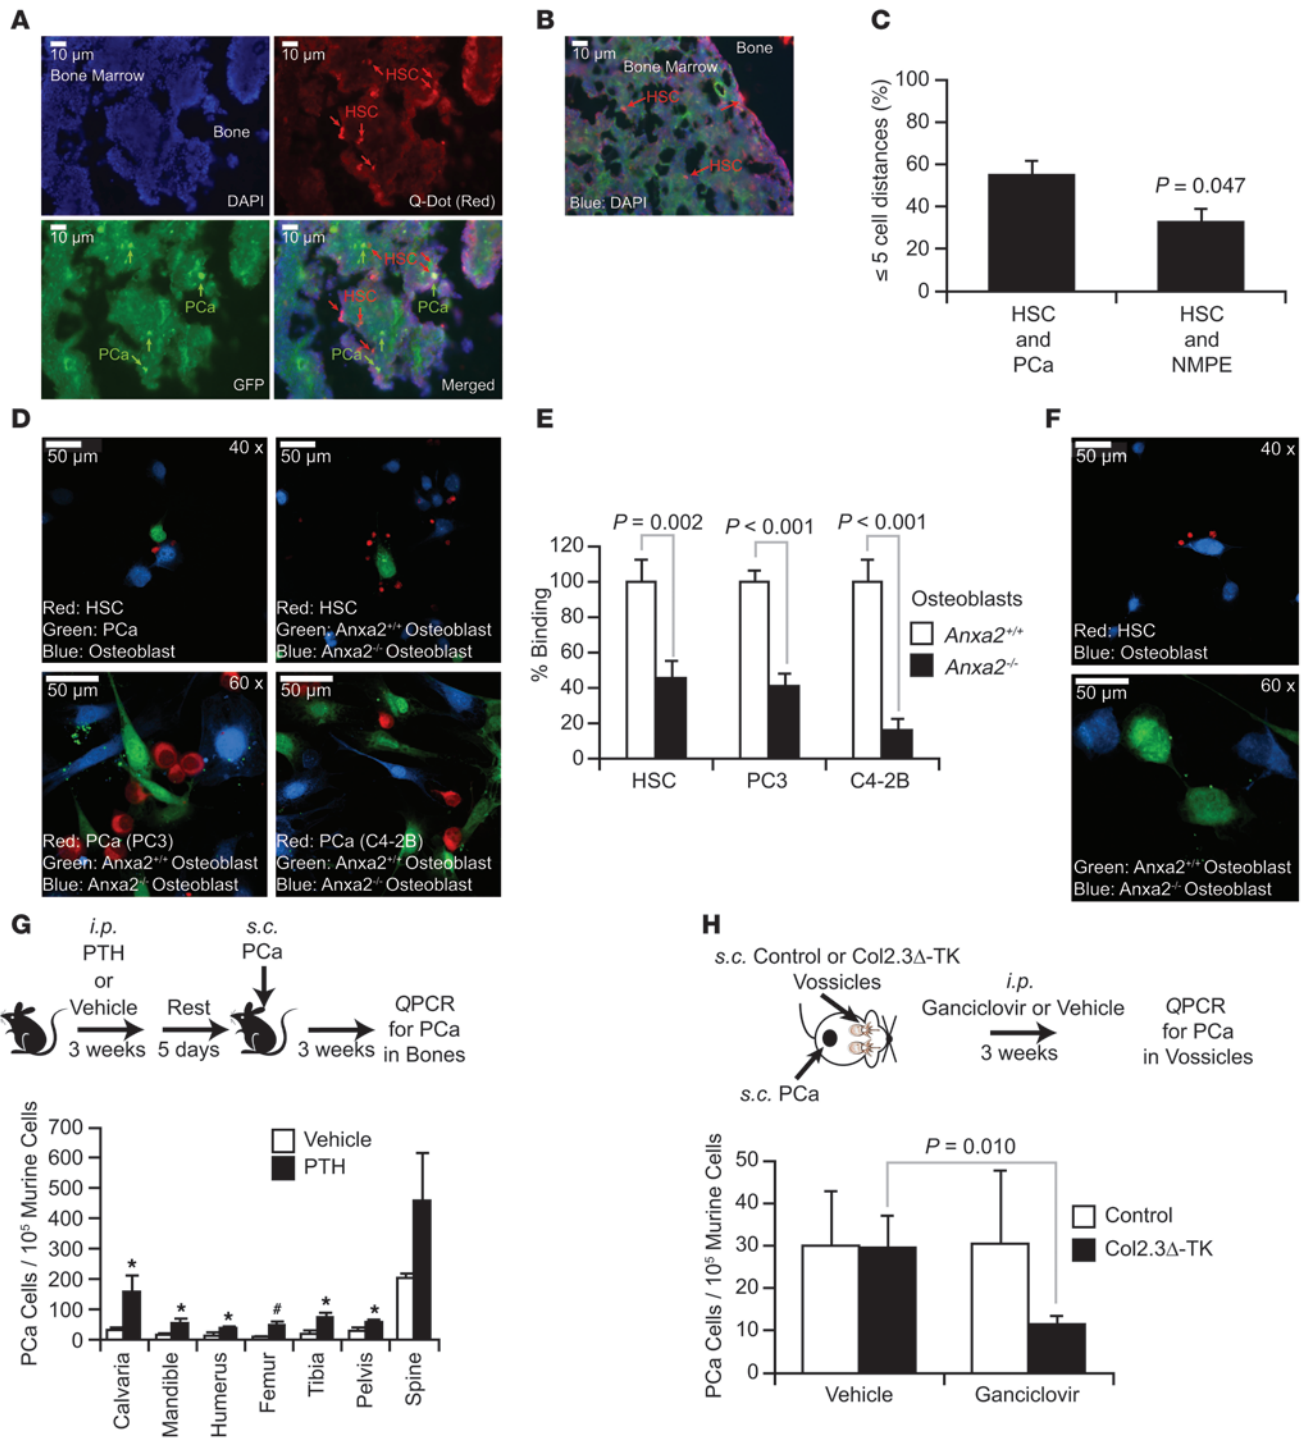 A
10 µm
Bone Marrow
Bone
DAPI
10 µm
HSC
HSC
Q-Dot (Red)
10 µm
PCa
PCa
GFP
10 µm
HSC
HSC
PCa
PCa
Merged
B
10 µm
Bone
Bone Marrow
HSC
HSC
Blue: DAPI
C
≤ 5 cell distances (%)
100
80
60
40
20
0
P = 0.047
HSC
and
PCa
HSC
and
NMPE
D
50 µm
40 x
Red: HSC
Green: PCa
Blue: Osteoblast
50 µm
Red: HSC
Green: Anxa2+/+ Osteoblast
Blue: Anxa2-/- Osteoblast
50 µm
60 x
Red: PCa (PC3)
Green: Anxa2+/+ Osteoblast
Blue: Anxa2-/- Osteoblast
50 µm
Red: PCa (C4-2B)
Green: Anxa2+/+ Osteoblast
Blue: Anxa2-/- Osteoblast
E
% Binding
120
100
80
60
40
20
0
P = 0.002
P < 0.001
P < 0.001
HSC
PC3
C4-2B
Osteoblasts
Anxa2+/+
Anxa2-/-
F
50 µm
40 x
Red: HSC
Blue: Osteoblast
50 µm
60 x
Green: Anxa2+/+ Osteoblast
Blue: Anxa2-/- Osteoblast
G
i.p.
PTH
or
Vehicle
3 weeks
Rest
5 days
s.c.
PCa
3 weeks
QPCR
for PCa
in Bones
PCa Cells / 10⁵ Murine Cells
700
600
500
400
300
200
100
0
Vehicle
PTH
*
*
*
#
*
*
Calvaria
Mandible
Humerus
Femur
Tibia
Pelvis
Spine
H
s.c. Control or Col2.3Δ-TK
Vossicles
s.c. PCa
i.p.
Ganciclovir or Vehicle
3 weeks
QPCR
for PCa
in Vossicles
PCa Cells / 10⁵ Murine Cells
50
40
30
20
10
0
P = 0.010
Control
Col2.3Δ-TK
Vehicle
Ganciclovir